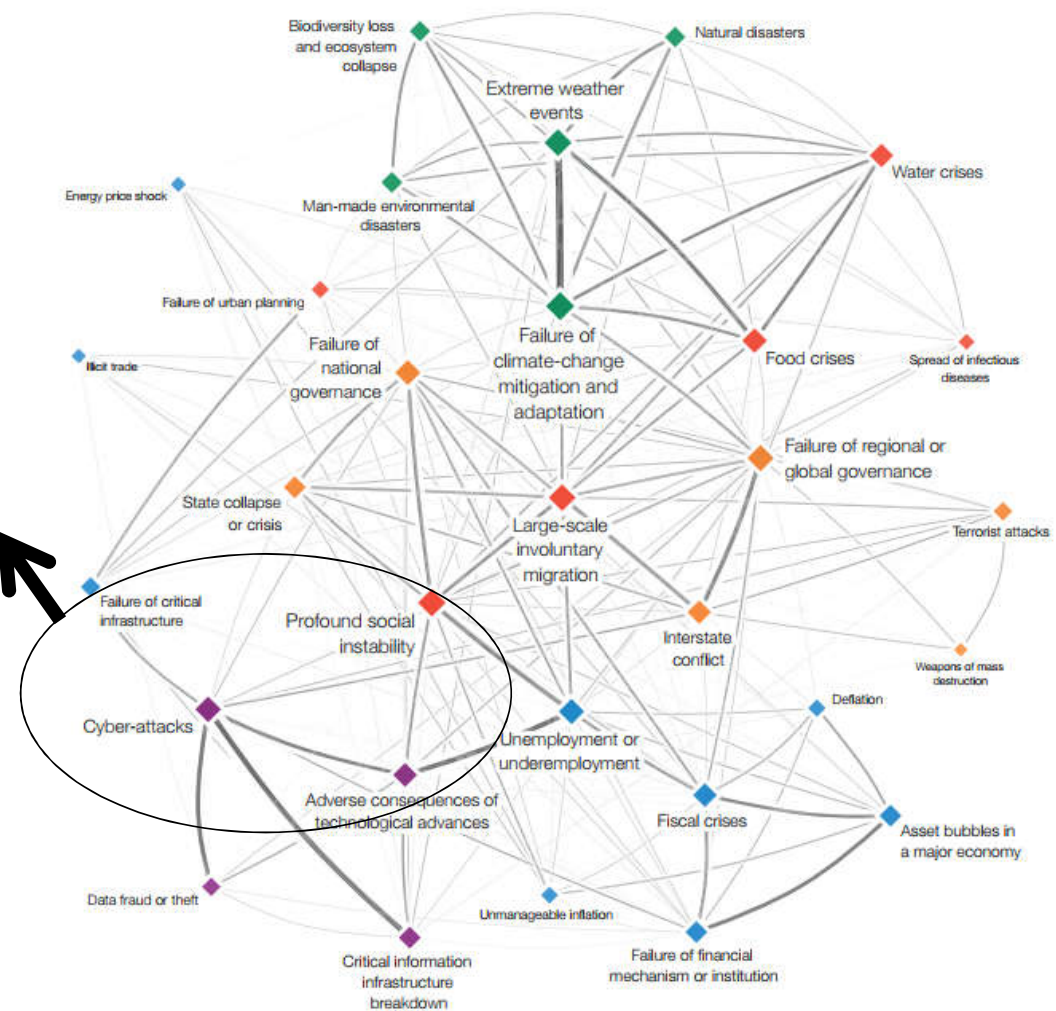 Biodiversity loss
and ecosystem
collapse
Natural disasters
Extreme weather
events
Water crises
Energy price shock
Man-made environmental
disasters
Failure of urban planning
Failure of
national
governance
Failure of
climate-change
mitigation and
adaptation
Food crises
Spread of infectious
diseases
Illicit trade
Failure of regional or
global governance
State collapse
or crisis
Large-scale
involuntary
migration
Terrorist attacks
Failure of critical
infrastructure
Profound social
instability
Interstate
conflict
Weapons of mass
destruction
Cyber-attacks
Unemployment or
underemployment
Deflation
Adverse consequences of
technological advances
Fiscal crises
Asset bubbles in
a major economy
Data fraud or theft
Unmanageable inflation
Critical information
infrastructure
breakdown
Failure of financial
mechanism or institution